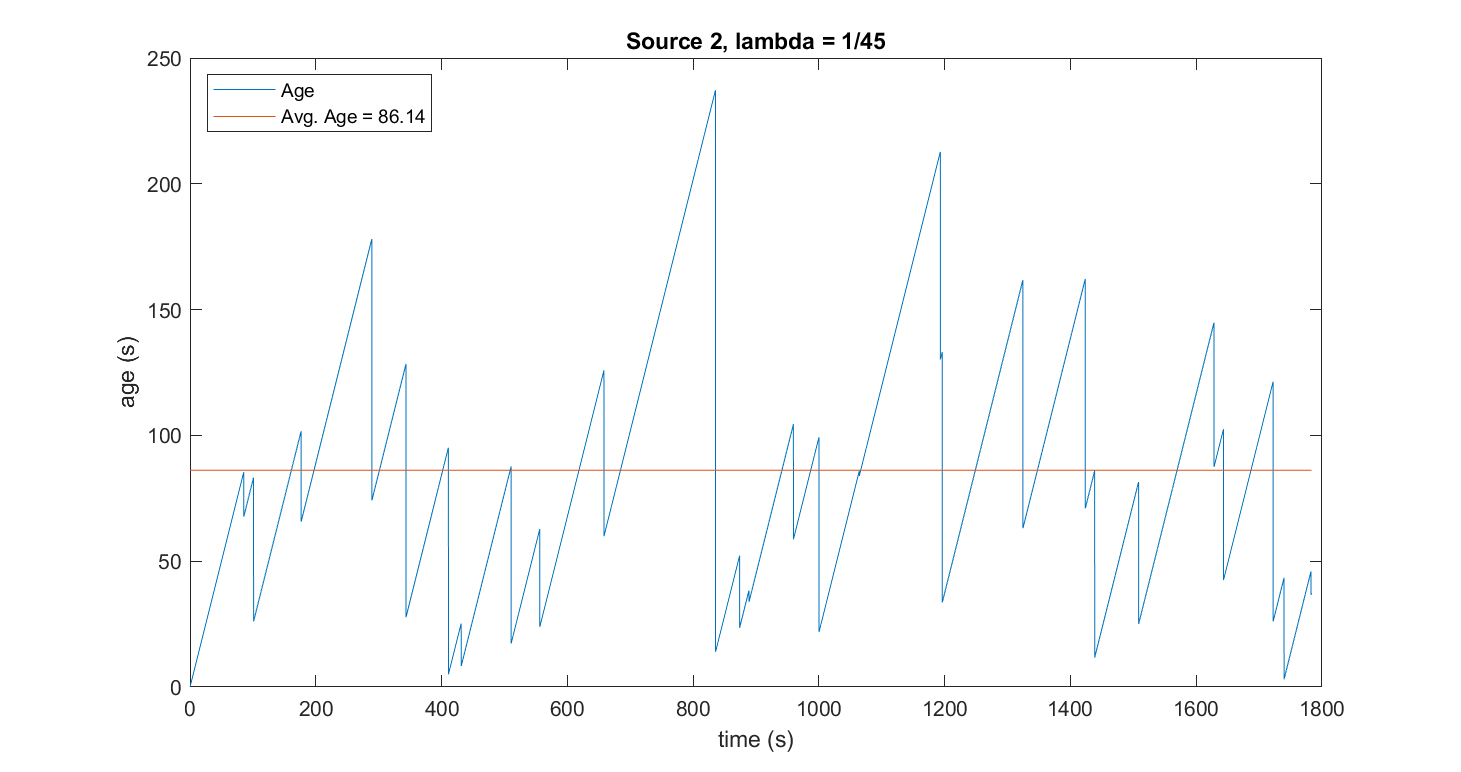 Source 2, lambda = 1/45
Age
Avg. Age = 86.14
250
200
150
100
50
0
age (s)
0 200 400 600 800 1000 1200 1400 1600 1800
time (s)